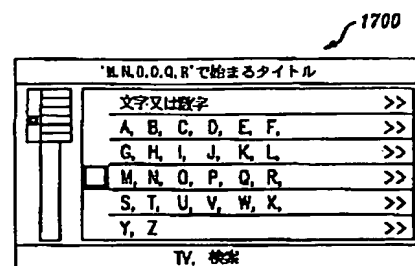 1700
'M,N,O,O,Q,R'で始まるタイトル
文字又は数字 >>
A, B, C, D, E, F, >>
G, H, I, J, K, L, >>
M, N, O, P, Q, R, >>
S, T, U, V, W, X, >>
Y, Z >>
TV, 検索